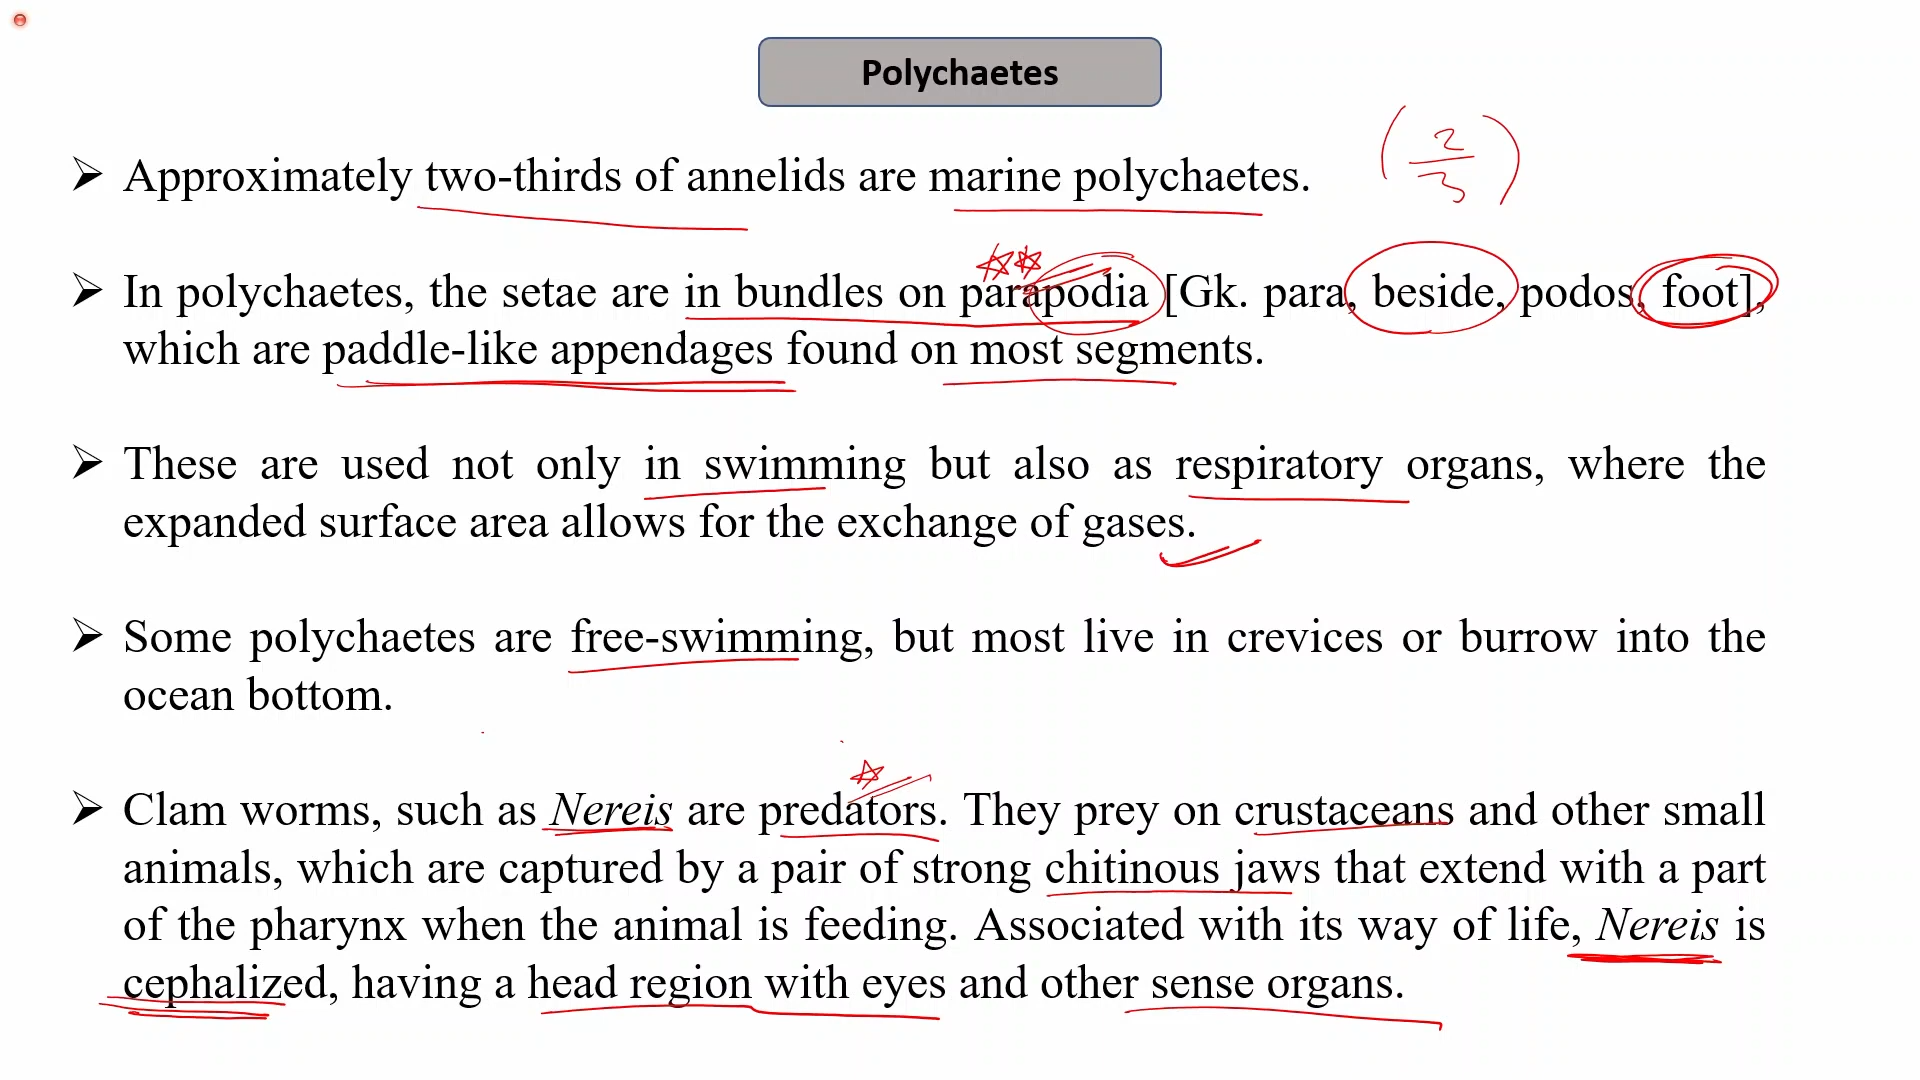 Polychaetes
➢ Approximately two-thirds of annelids are marine polychaetes. (2/3)
➢ In polychaetes, the setae are in bundles on parapodia [Gk. para, beside, podos, foot],
which are paddle-like appendages found on most segments.
➢ These are used not only in swimming but also as respiratory organs, where the
expanded surface area allows for the exchange of gases.
➢ Some polychaetes are free-swimming, but most live in crevices or burrow into the
ocean bottom.
➢ Clam worms, such as Nereis are predators. They prey on crustaceans and other small
animals, which are captured by a pair of strong chitinous jaws that extend with a part
of the pharynx when the animal is feeding. Associated with its way of life, Nereis is
cephalized, having a head region with eyes and other sense organs.